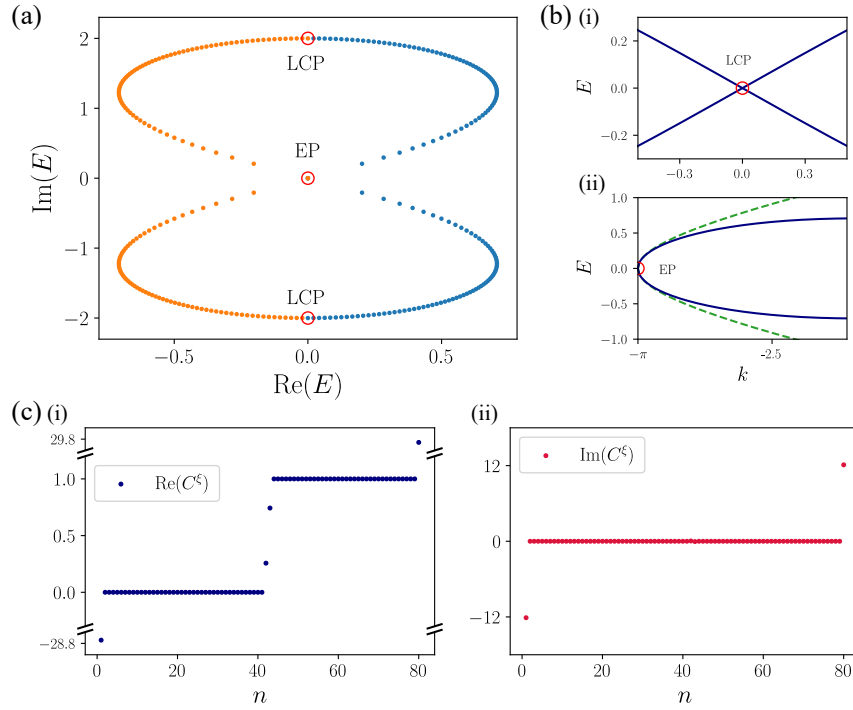 (a)
2
1
0
−1
−2
Im(E)
LCP
EP
LCP
−0.5
0.0
0.5
Re(E)
(b) (i)
0.2
0.0
−0.2
E
LCP
−0.3
0.0
0.3
(ii)
1.0
0.5
0.0
−0.5
−1.0
E
EP
−π
-2.5
k
(c) (i)
29.8
1.0
0.5
0.0
−28.8
Re(C^ξ)
0
20
40
60
80
n
(ii)
12
0
−12
Im(C^ξ)
0
20
40
60
80
n